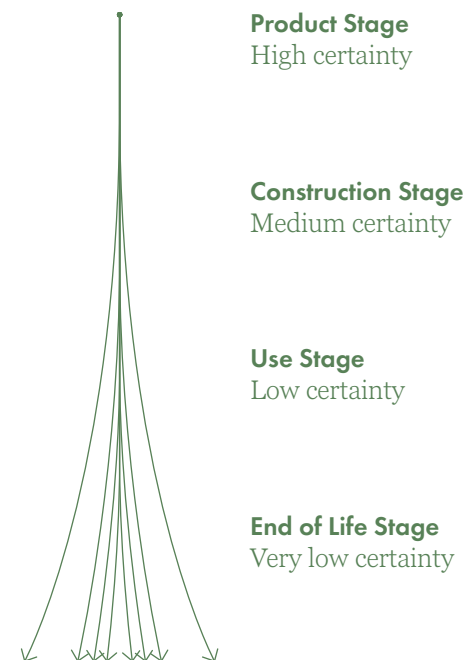 Product Stage
High certainty
Construction Stage
Medium certainty
Use Stage
Low certainty
End of Life Stage
Very low certainty